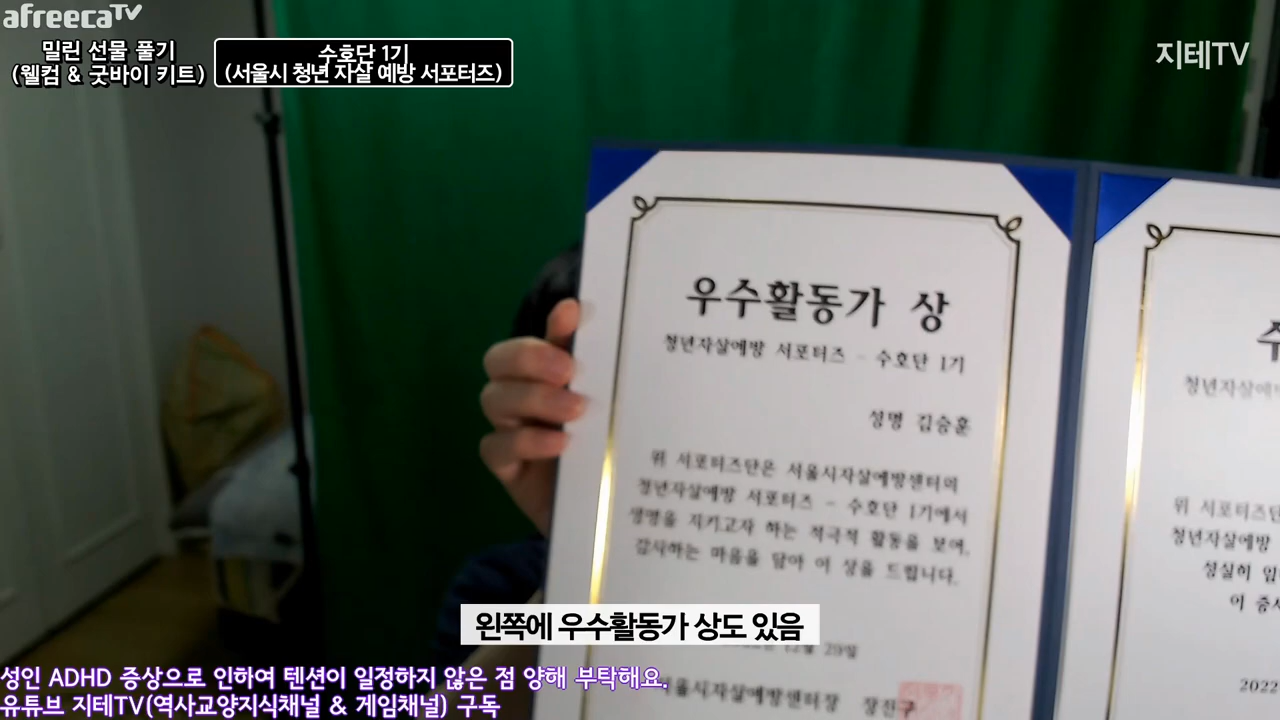 afreecaTV
밀린 선물 풀기
(웰컴 & 굿바이 키트)
수호단 1기
(서울시 청년 자살 예방 서포터즈)
지테TV
우수활동가 상
청년자살예방 서포터즈 - 수호단 1기
성명 김승훈
위 서포터즈단은 서울시자살예방센터의
청년자살예방 서포터즈 - 수호단 1기에서
생명을 지키고자 하는 적극적 활동을 보여,
감사하는 마음을 담아 이 상을 드립니다.
12월 29일
서울시자살예방센터장 장진구
청년자살예방
위 서포터즈단
청년자살예방
성실히
이
2022
왼쪽에 우수활동가 상도 있음
성인 ADHD 증상으로 인하여 텐션이 일정하지 않은 점 양해 부탁해요.
유튜브 지테TV(역사교양지식채널 & 게임채널) 구독